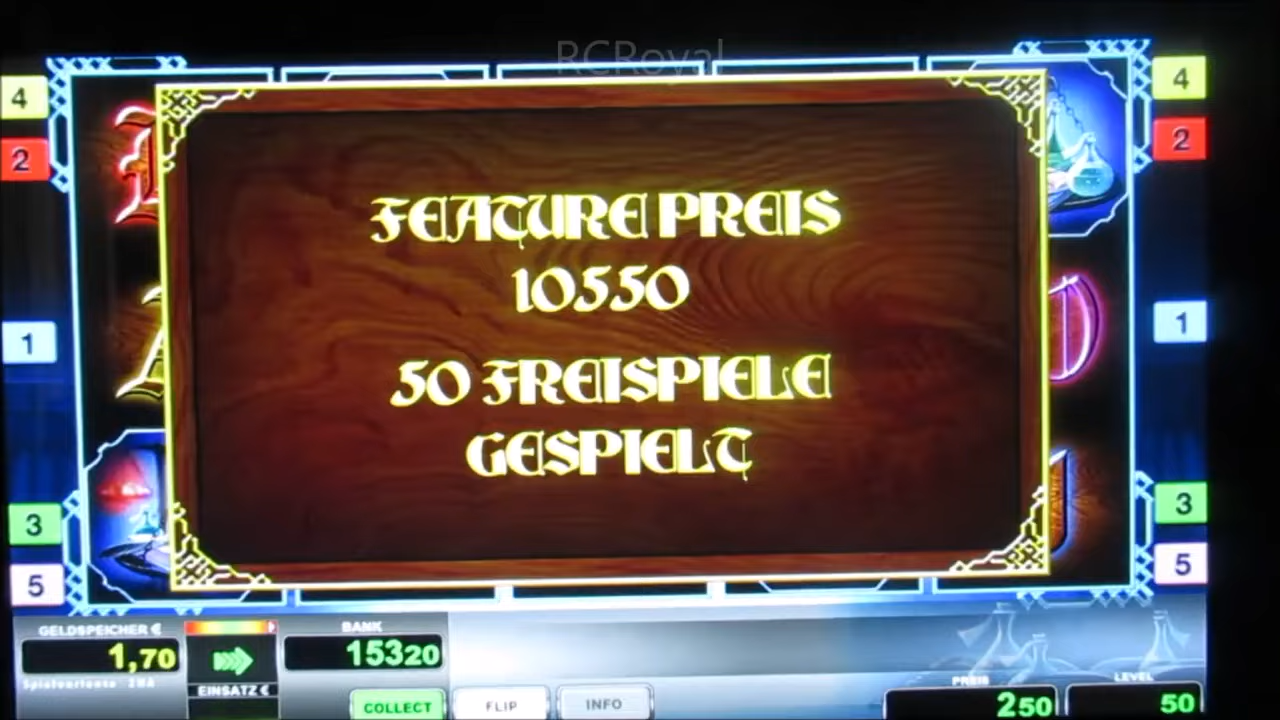 RCRoyal
4
4
2
2
FEATURE PREIS
10550
1
1
50 FREISPIELE
GESPIELT
3
3
5
5
GELDSPEICHER €
BANK
1,70
15320
EINSATZ €
PREIS
LEVEL
COLLECT
FLIP
INFO
250
50